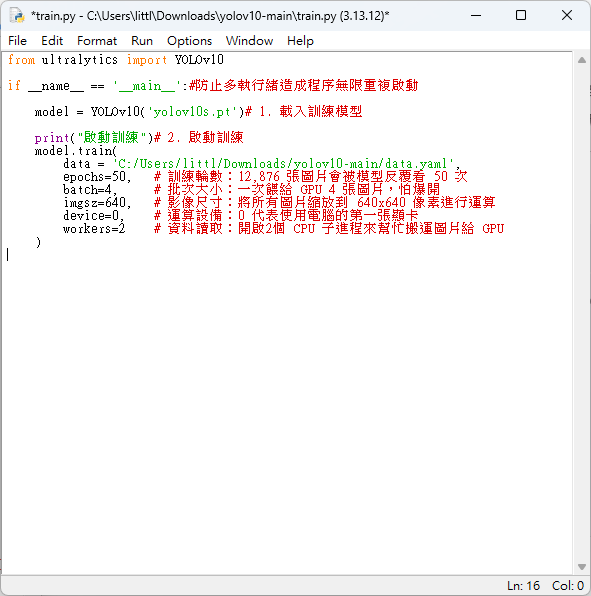 *train.py - C:\Users\littl\Downloads\yolov10-main\train.py (3.13.12)*
File Edit Format Run Options Window Help
from ultralytics import YOLOv10
if __name__ == '__main__':#防止多執行緒造成程序無限重複啟動
    model = YOLOv10('yolov10s.pt')# 1. 載入訓練模型
    print("啟動訓練")# 2. 啟動訓練
    model.train(
        data = 'C:/Users/littl/Downloads/yolov10-main/data.yaml',
        epochs=50,   # 訓練輪數：12,876 張圖片會被模型反覆看 50 次
        batch=4,     # 批次大小：一次餵給 GPU 4 張圖片，怕爆開
        imgsz=640,   # 影像尺寸：將所有圖片縮放到 640x640 像素進行運算
        device=0,    # 運算設備：0 代表使用電腦的第一張顯卡
        workers=2    # 資料讀取：開啟2個 CPU 子進程來幫忙搬運圖片給 GPU
    )
Ln: 16 Col: 0